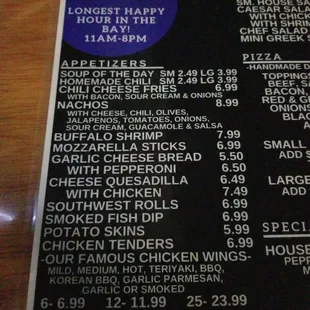 LONGEST HAPPY
HOUR IN THE
BAY!
11AM-8PM
APPETIZERS
SOUP OF THE DAY SM 2.49 LG 3.99
HOMEMADE CHILI SM 2.49 LG 3.99
CHILI CHEESE FRIES 6.99
WITH BACON, SOUR CREAM & ONIONS
NACHOS 8.99
WITH CHEESE, CHILI, OLIVES,
JALAPENOS, TOMATOES, ONIONS,
SOUR CREAM, GUACAMOLE & SALSA
BUFFALO SHRIMP 7.99
MOZZARELLA STICKS 6.99
GARLIC CHEESE BREAD 5.50
WITH PEPPERONI 6.50
CHEESE QUESADILLA 6.49
WITH CHICKEN 7.49
SOUTHWEST ROLLS 6.99
SMOKED FISH DIP 6.99
POTATO SKINS 5.99
CHICKEN TENDERS 6.99
-OUR FAMOUS CHICKEN WINGS-
MILD, MEDIUM, HOT, TERIYAKI, BBQ,
KOREAN BBQ, GARLIC PARMESAN,
GARLIC OR SMOKED
6- 6.99 12- 11.99 25- 23.99
SM. HOUSE SA
CAESAR SALA
WITH CHICK
WITH SHRIM
CHEF SALAD
MINI GREEK S
PIZZA
-HANDMADE D
TOPPING
BEEF, SA
BACON,
RED & G
ONIONS
BLAC
A
SMALL
ADD $
LARGE
ADD
SPECI
HOUSE
PEPP
M